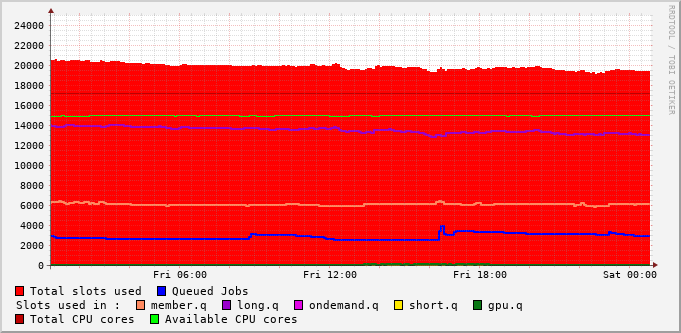 RRDTOOL / TOBI OETIKER
24000
22000
20000
18000
16000
14000
12000
10000
8000
6000
4000
2000
0
Fri 06:00 Fri 12:00 Fri 18:00 Sat 00:00
Total slots used Queued Jobs
Slots used in : member.q long.q ondemand.q short.q gpu.q
Total CPU cores Available CPU cores